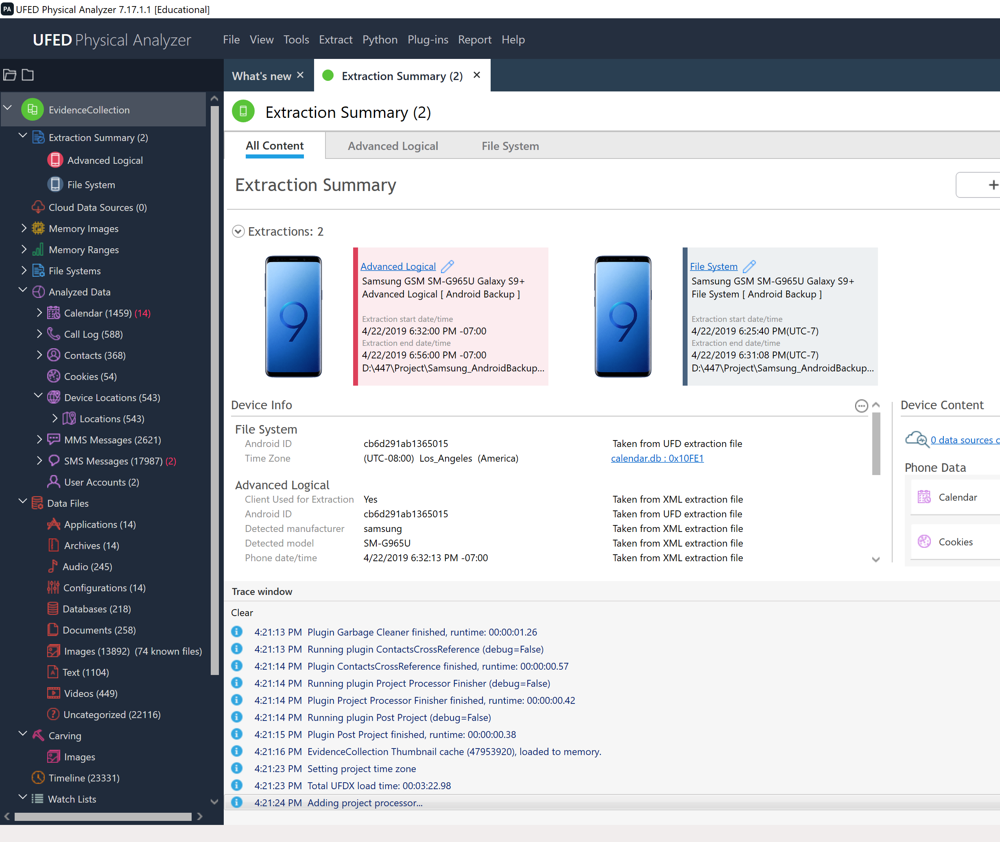 PA UFED Physical Analyzer 7.17.1.1 [Educational]
UFED Physical Analyzer File View Tools Extract Python Plug-ins Report Help
What's new Extraction Summary (2)
EvidenceCollection
Extraction Summary (2)
Advanced Logical
File System
Cloud Data Sources (0)
Memory Images
Memory Ranges
File Systems
Analyzed Data
Calendar (1459) (14)
Call Log (588)
Contacts (368)
Cookies (54)
Device Locations (543)
Locations (543)
MMS Messages (2621)
SMS Messages (17987) (2)
User Accounts (2)
Data Files
Applications (14)
Archives (14)
Audio (245)
Configurations (14)
Databases (218)
Documents (258)
Images (13892) (74 known files)
Text (1104)
Videos (449)
Uncategorized (22116)
Carving
Images
Timeline (23331)
Watch Lists
Extraction Summary (2)
All Content Advanced Logical File System
Extraction Summary
+
Extractions: 2
9
Advanced Logical
Samsung GSM SM-G965U Galaxy S9+
Advanced Logical [ Android Backup ]
Extraction start date/time
4/22/2019 6:32:00 PM -07:00
Extraction end date/time
4/22/2019 6:56:00 PM -07:00
D:\447\Project\Samsung_AndroidBackup...
9
File System
Samsung GSM SM-G965U Galaxy S9+
File System [ Android Backup ]
Extraction start date/time
4/22/2019 6:25:40 PM(UTC-7)
Extraction end date/time
4/22/2019 6:31:08 PM(UTC-7)
D:\447\Project\Samsung_AndroidBackup...
Device Info
File System
Android ID cb6d291ab1365015 Taken from UFD extraction file
Time Zone (UTC-08:00) Los_Angeles (America) calendar.db : 0x10FE1
Advanced Logical
Client Used for Extraction Yes Taken from XML extraction file
Android ID cb6d291ab1365015 Taken from UFD extraction file
Detected manufacturer samsung Taken from XML extraction file
Detected model SM-G965U Taken from XML extraction file
Phone date/time 4/22/2019 6:32:13 PM -07:00 Taken from XML extraction file
Device Content
0 data sources c
Phone Data
Calendar
Cookies
Trace window
Clear
4:21:13 PM Plugin Garbage Cleaner finished, runtime: 00:00:01.26
4:21:13 PM Running plugin ContactsCrossReference (debug=False)
4:21:14 PM Plugin ContactsCrossReference finished, runtime: 00:00:00.57
4:21:14 PM Running plugin Project Processor Finisher (debug=False)
4:21:14 PM Plugin Project Processor Finisher finished, runtime: 00:00:00.42
4:21:14 PM Running plugin Post Project (debug=False)
4:21:15 PM Plugin Post Project finished, runtime: 00:00:00.38
4:21:16 PM EvidenceCollection Thumbnail cache (47953920), loaded to memory.
4:21:23 PM Setting project time zone
4:21:23 PM Total UFDX load time: 00:03:22.98
4:21:24 PM Adding project processor...